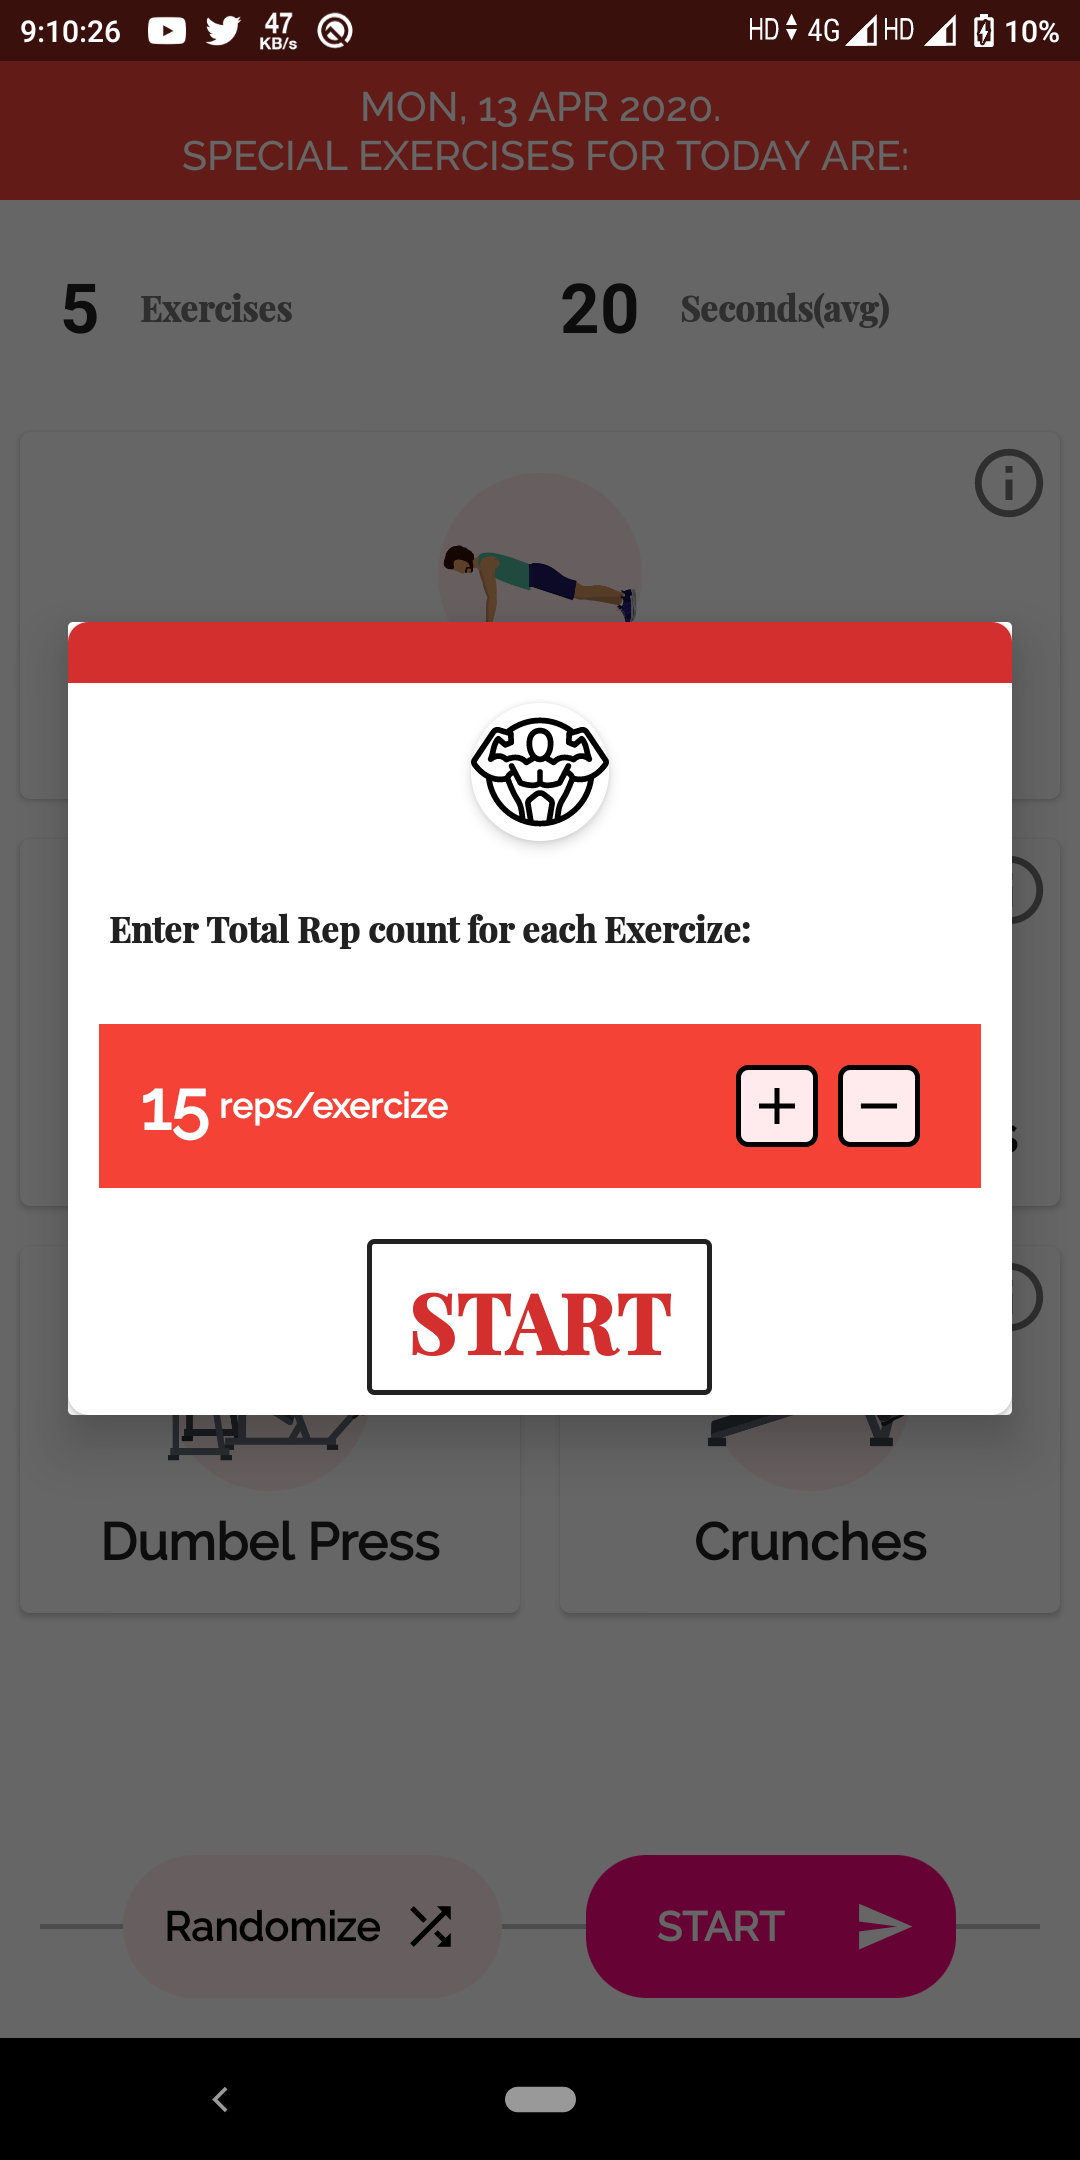 9:10:26 47 KB/s HD 4G HD 10%
MON, 13 APR 2020.
SPECIAL EXERCISES FOR TODAY ARE:
5 Exercises 20 Seconds(avg)
Enter Total Rep count for each Exercize:
15 reps/exercize
START
Dumbel Press Crunches
Randomize START